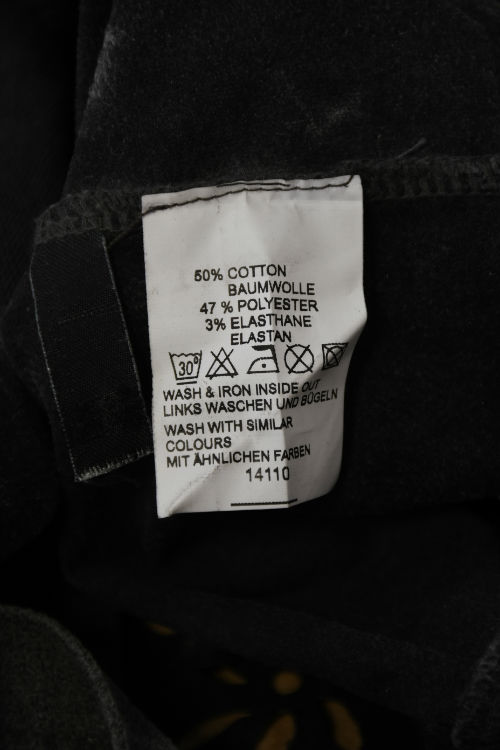 50% COTTON
BAUMWOLLE
47 % POLYESTER
3% ELASTHANE
ELASTAN
30°
WASH & IRON INSIDE OUT
LINKS WASCHEN UND BÜGELN
WASH WITH SIMILAR
COLOURS
MIT ÄHNLICHEN FARBEN
14110